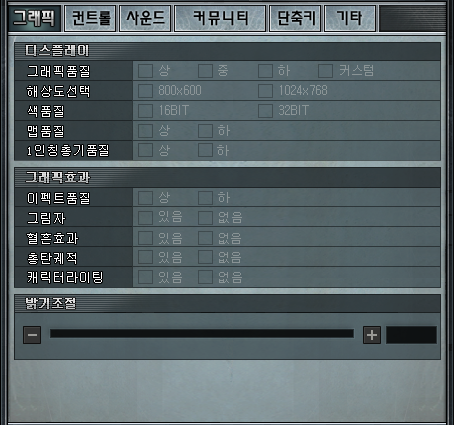 그래픽 컨트롤 사운드 커뮤니티 단축키 기타
디스플레이
그래픽품질 상 중 하 커스텀
해상도선택 800x600 1024x768
색품질 16BIT 32BIT
맵품질 상 하
1인칭총기품질 상 하
그래픽효과
이펙트품질 상 하
그림자 있음 없음
혈흔효과 있음 없음
총탄궤적 있음 없음
캐릭터라이팅 있음 없음
밝기조절